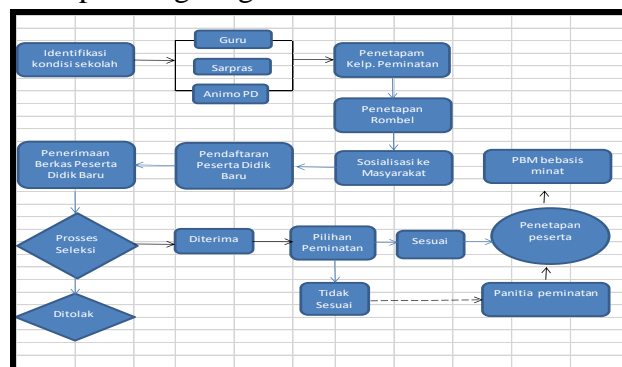 Guru
Identifikasi
kondisi sekolah
Sarpras
Animo PD
Penetapam
Kelp. Peminatan
Penetapan
Rombel
Penerimaan
Berkas Peserta
Didik Baru
Pendaftaran
Peserta Didik
Baru
Sosialisasi ke
Masyarakat
PBM bebasis
minat
Prosses
Seleksi
Diterima
Pilihan
Peminatan
Sesuai
Penetapan
peserta
Ditolak
Tidak
Sesuai
Panitia peminatan